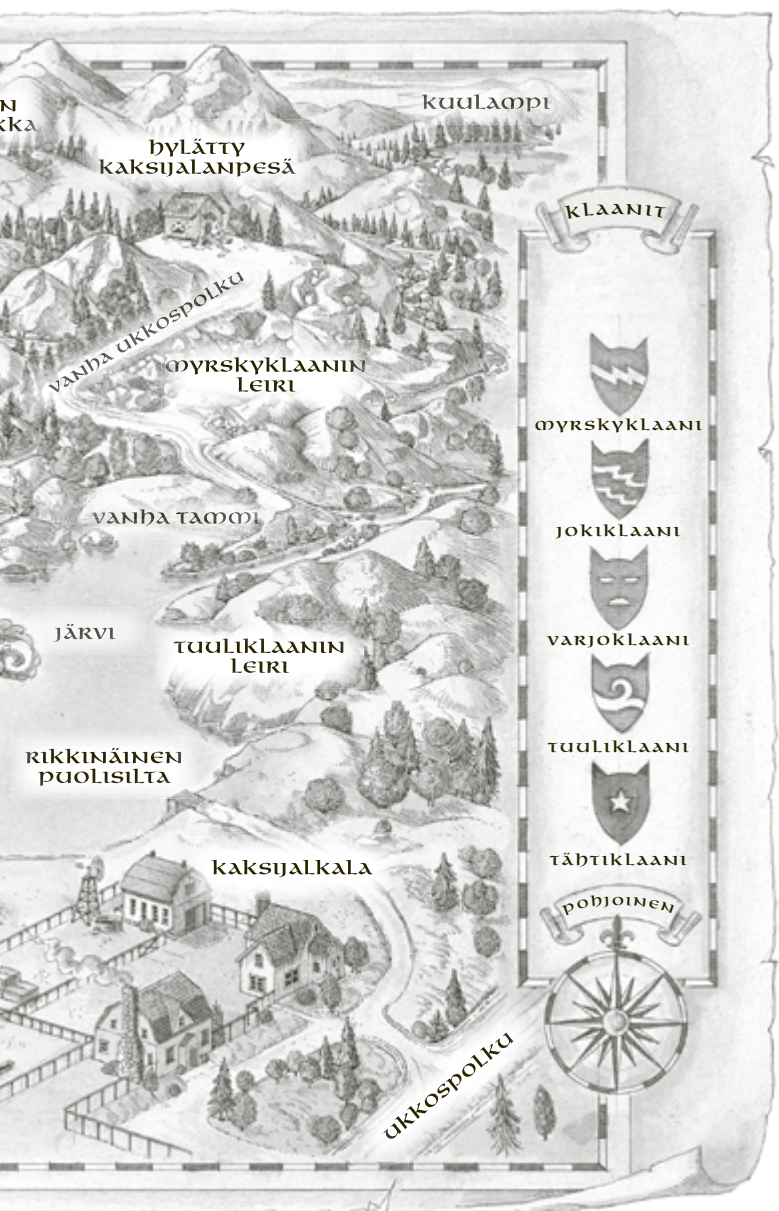 N
KKA
KUULAMPI
HYLÄTTY
KAKSIJALANPESÄ
KLAANIT
VANHA UKKOSPOLKU
MYRSKYKLAANIN
LEIRI
MYRSKYKLAANI
VANHA TAMMI
JOKIKLAANI
JÄRVI
TUULIKLAANIN
LEIRI
VARJOKLAANI
RIKKINÄINEN
PUOLISILTA
TUULIKLAANI
KAKSIJALKALA
TÄHTIKLAANI
POHJOINEN
UKKOSPOLKU